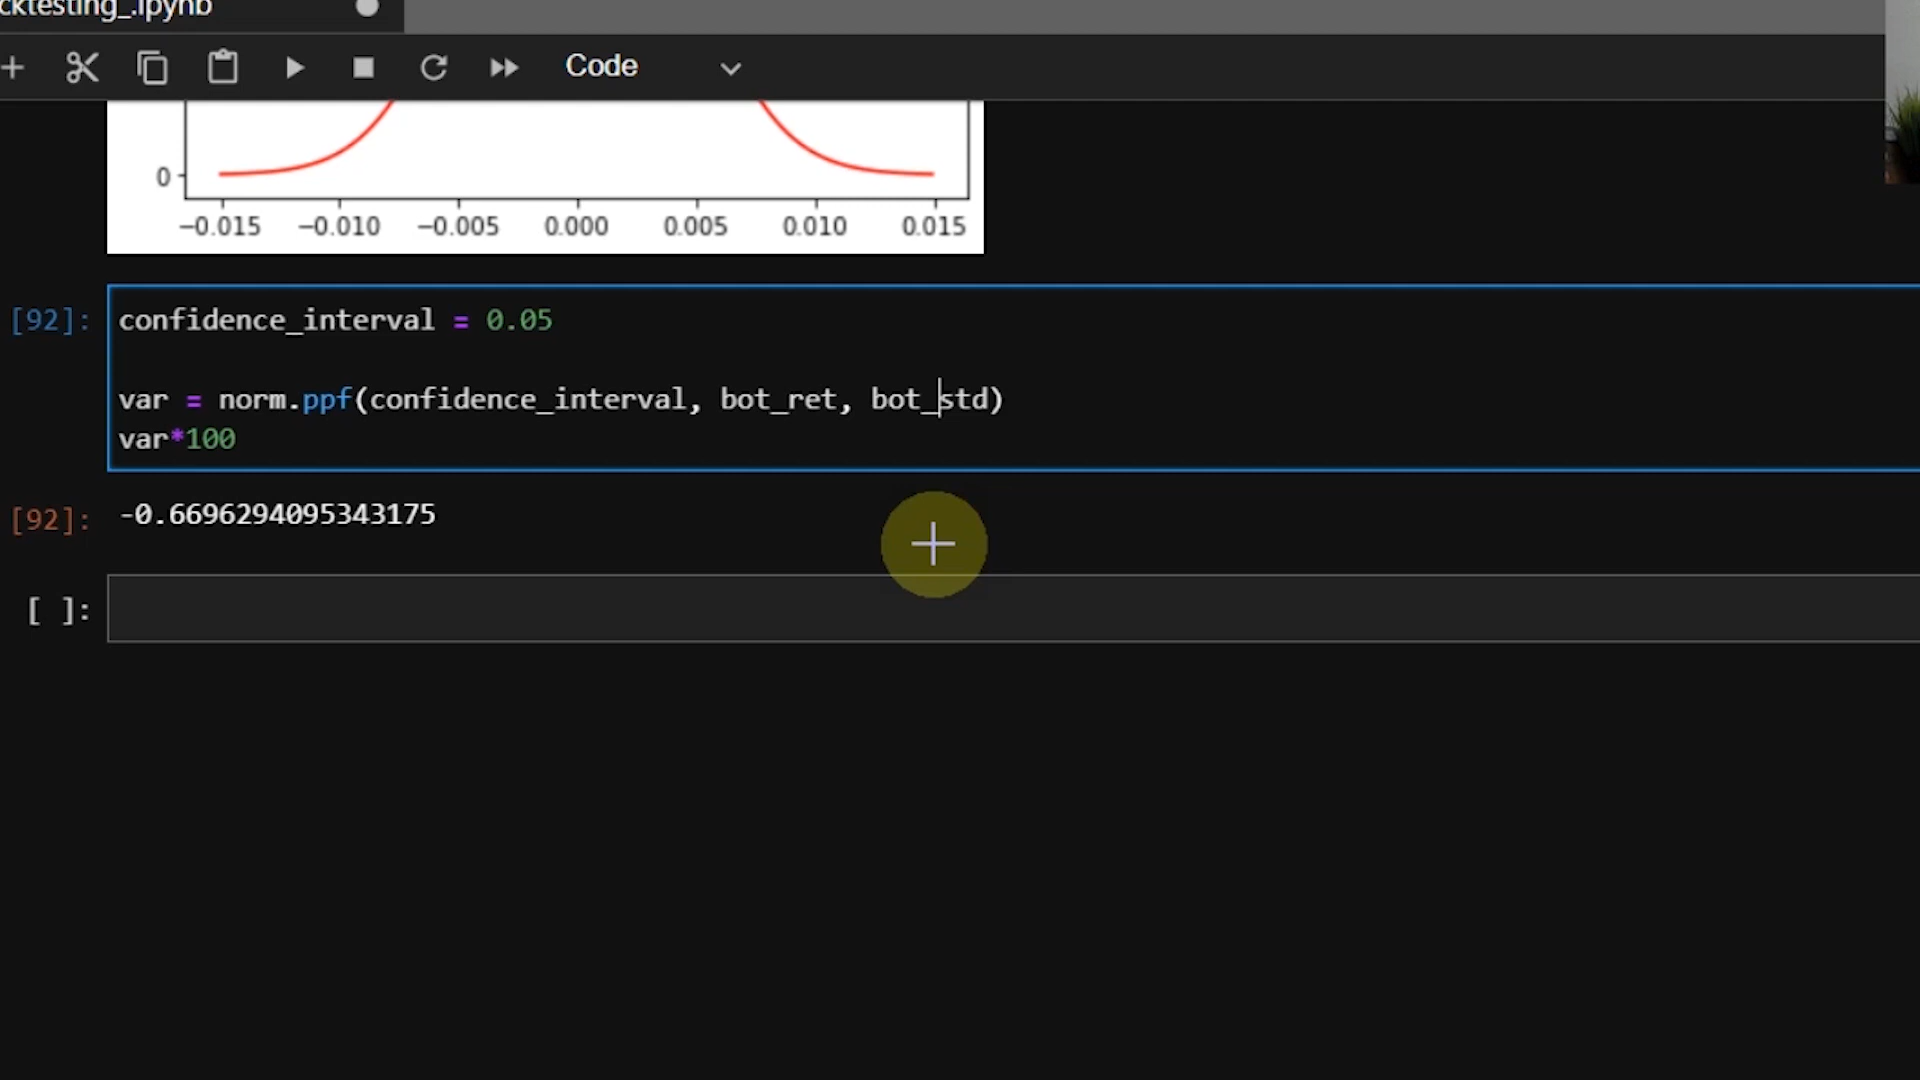 cktesting_.ipynb
Code
0
−0.015 −0.010 −0.005 0.000 0.005 0.010 0.015
[92]: confidence_interval = 0.05
var = norm.ppf(confidence_interval, bot_ret, bot_std)
var*100
[92]: -0.6696294095343175
[ ]: